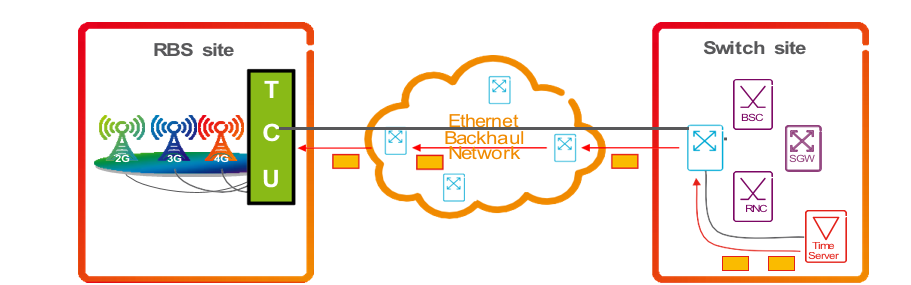 RBS site
Switch site
T
C
U
2G
3G
4G
Ethernet
Backhaul
Network
BSC
SGW
RNC
Time
Server